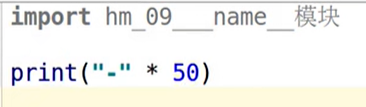 import hm_09___name__模块
print("-" * 50)